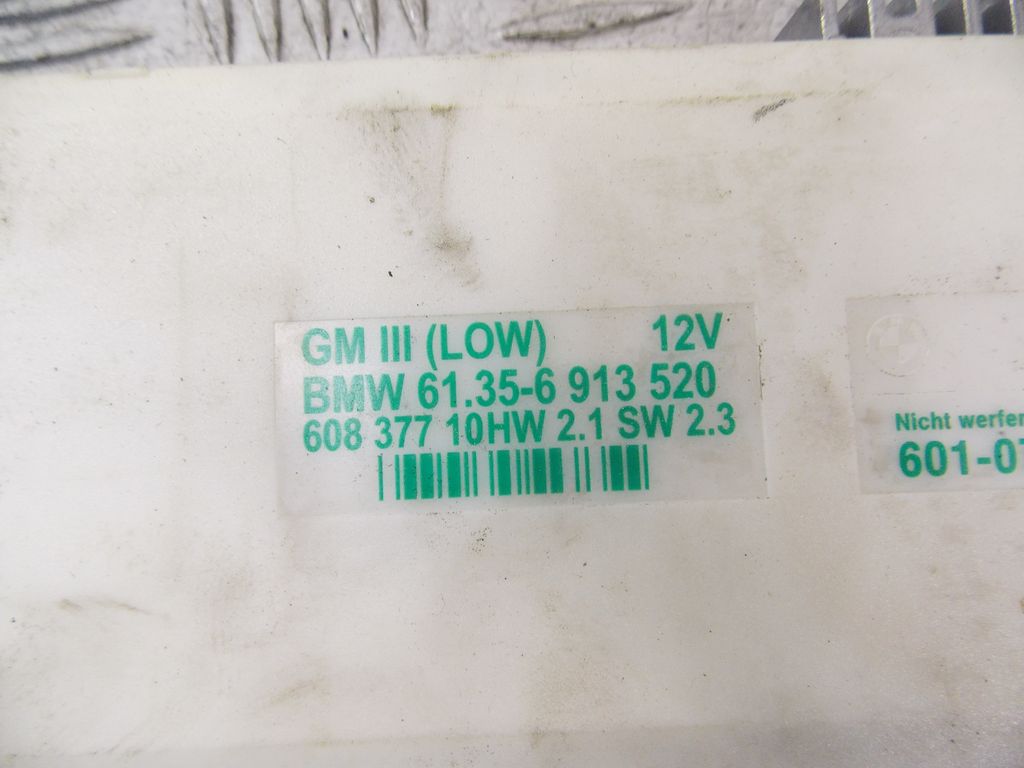 GM III (LOW) 12V
BMW 61.35-6 913 520
608 377 10HW 2.1 SW 2.3
Nicht werfen
601-07